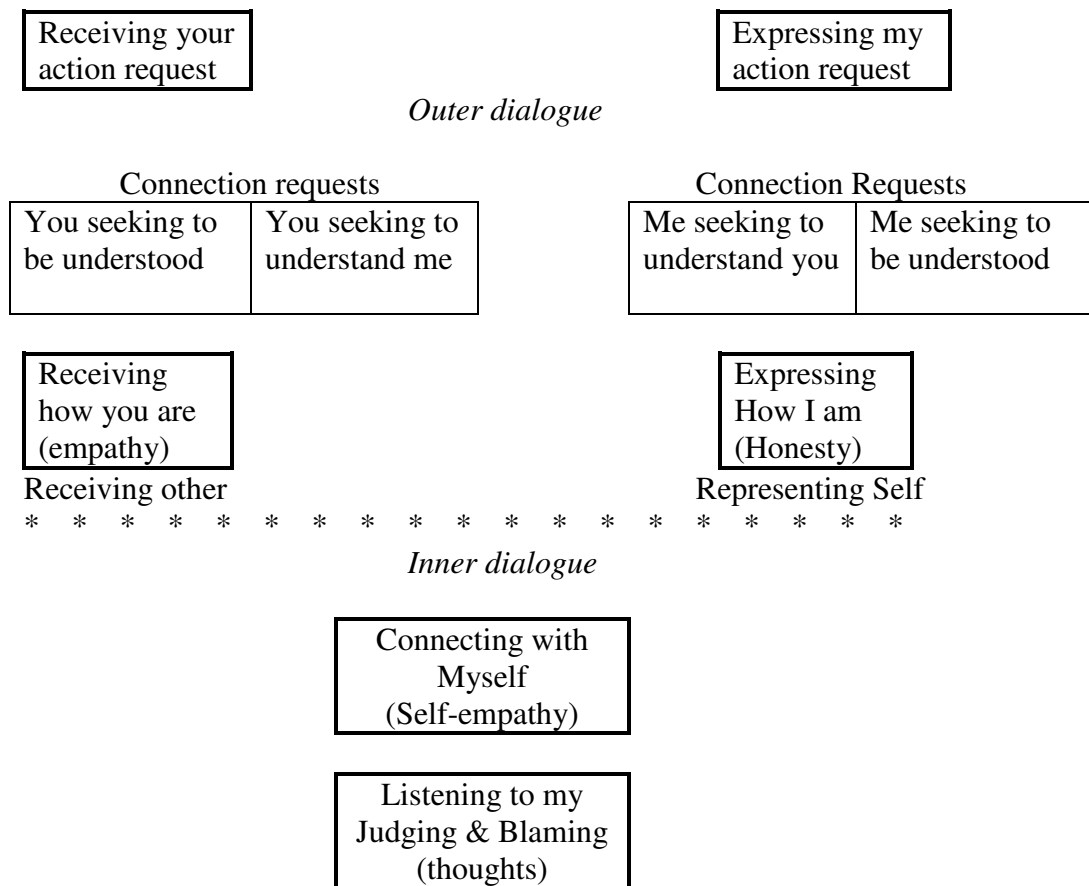 Receiving your
action request
Expressing my
action request
Outer dialogue
Connection requests
Connection Requests
You seeking to
be understood
You seeking to
understand me
Me seeking to
understand you
Me seeking to
be understood
Receiving
how you are
(empathy)
Expressing
How I am
(Honesty)
Receiving other
Representing Self
* * * * * * * * * * * * * * * * * * *
Inner dialogue
Connecting with
Myself
(Self-empathy)
Listening to my
Judging & Blaming
(thoughts)